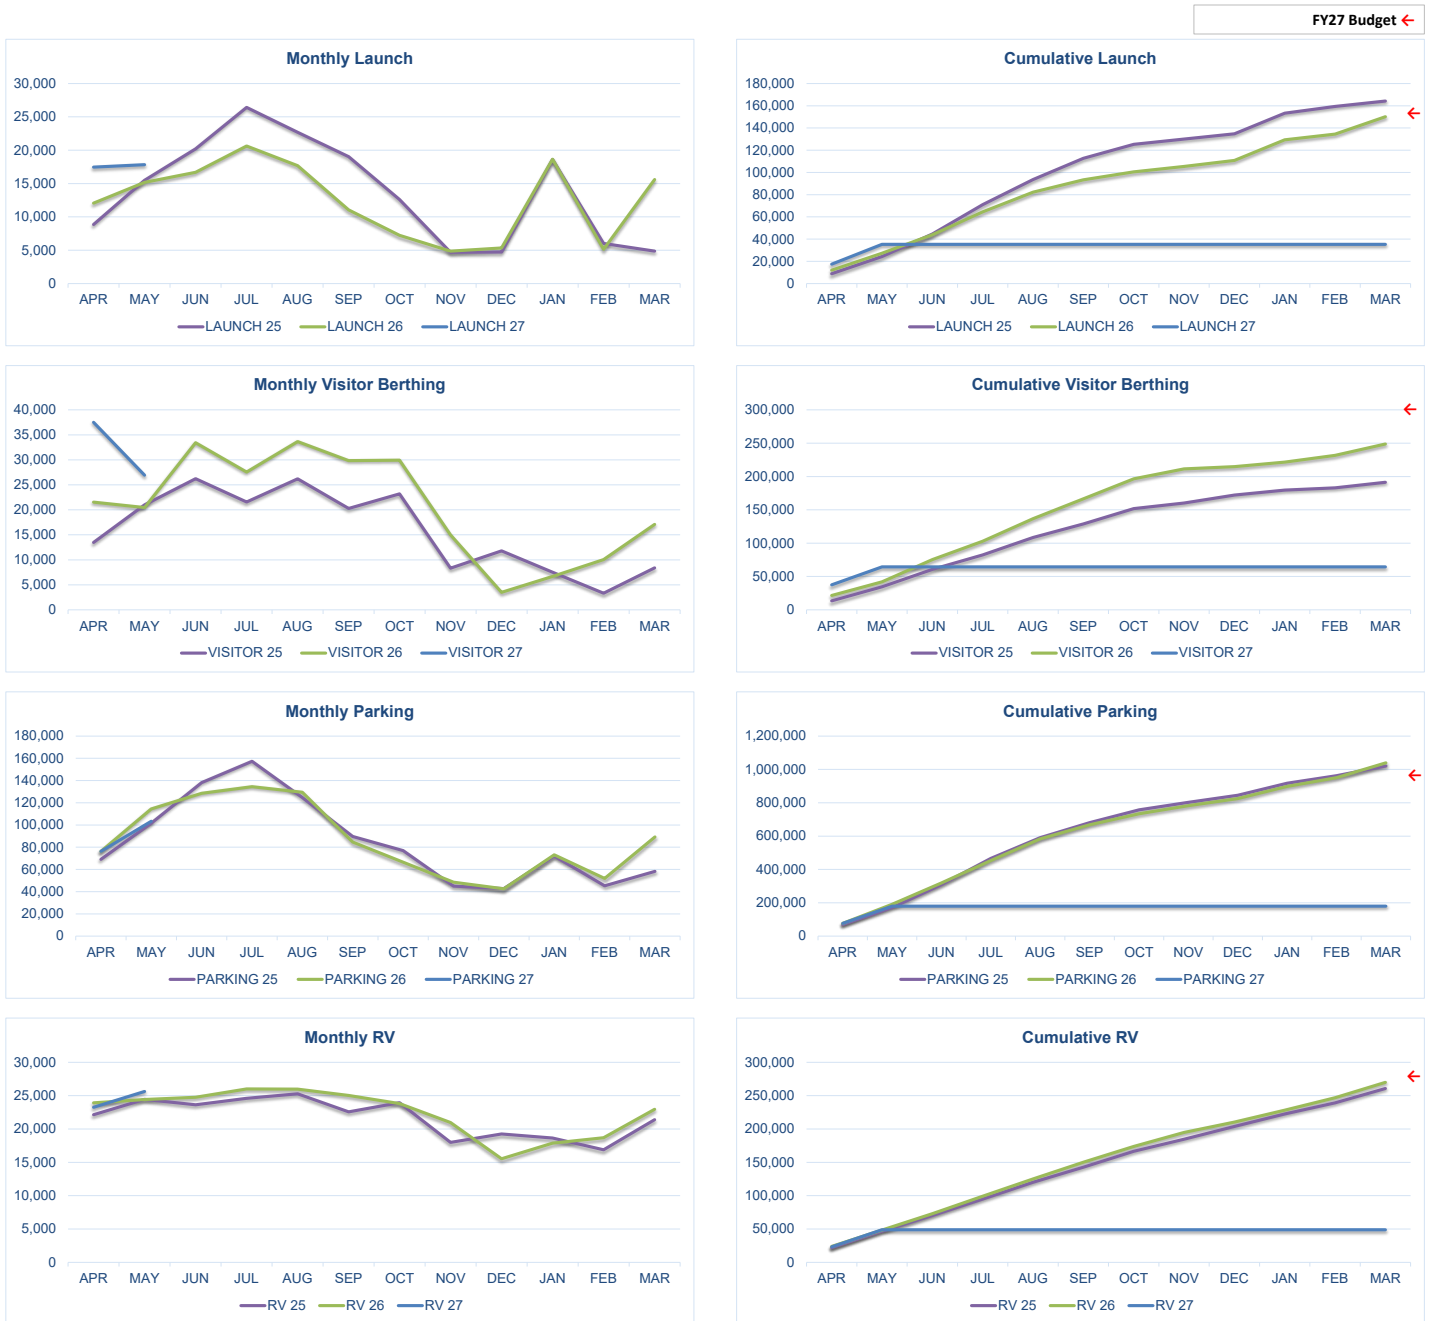 FY27 Budget ←
Monthly Launch
30,000
25,000
20,000
15,000
10,000
5,000
0
APR MAY JUN JUL AUG SEP OCT NOV DEC JAN FEB MAR
LAUNCH 25 LAUNCH 26 LAUNCH 27
Cumulative Launch
180,000
160,000
140,000
120,000
100,000
80,000
60,000
40,000
20,000
0
APR MAY JUN JUL AUG SEP OCT NOV DEC JAN FEB MAR
LAUNCH 25 LAUNCH 26 LAUNCH 27
Monthly Visitor Berthing
40,000
35,000
30,000
25,000
20,000
15,000
10,000
5,000
0
APR MAY JUN JUL AUG SEP OCT NOV DEC JAN FEB MAR
VISITOR 25 VISITOR 26 VISITOR 27
Cumulative Visitor Berthing
300,000
250,000
200,000
150,000
100,000
50,000
0
APR MAY JUN JUL AUG SEP OCT NOV DEC JAN FEB MAR
VISITOR 25 VISITOR 26 VISITOR 27
Monthly Parking
180,000
160,000
140,000
120,000
100,000
80,000
60,000
40,000
20,000
0
APR MAY JUN JUL AUG SEP OCT NOV DEC JAN FEB MAR
PARKING 25 PARKING 26 PARKING 27
Cumulative Parking
1,200,000
1,000,000
800,000
600,000
400,000
200,000
0
APR MAY JUN JUL AUG SEP OCT NOV DEC JAN FEB MAR
PARKING 25 PARKING 26 PARKING 27
Monthly RV
30,000
25,000
20,000
15,000
10,000
5,000
0
APR MAY JUN JUL AUG SEP OCT NOV DEC JAN FEB MAR
RV 25 RV 26 RV 27
Cumulative RV
300,000
250,000
200,000
150,000
100,000
50,000
0
APR MAY JUN JUL AUG SEP OCT NOV DEC JAN FEB MAR
RV 25 RV 26 RV 27